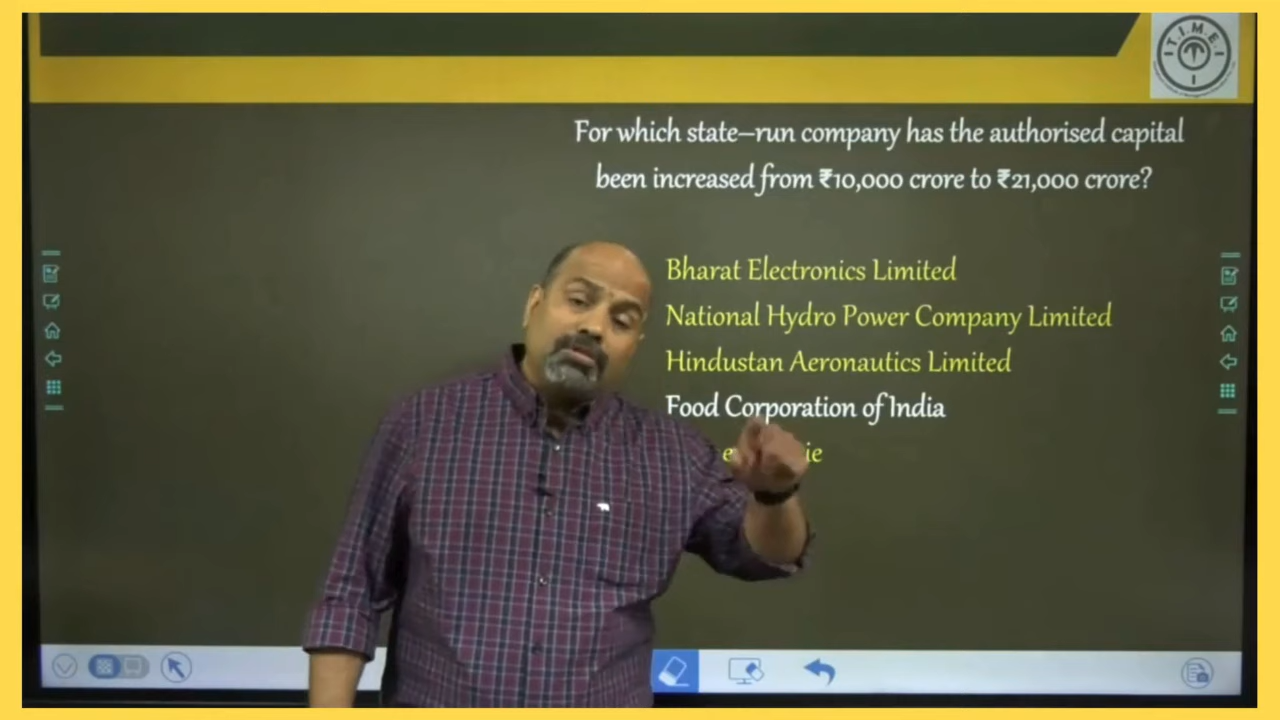 T.I.M.E.
For which state–run company has the authorised capital
been increased from ₹10,000 crore to ₹21,000 crore?
Bharat Electronics Limited
National Hydro Power Company Limited
Hindustan Aeronautics Limited
Food Corporation of India